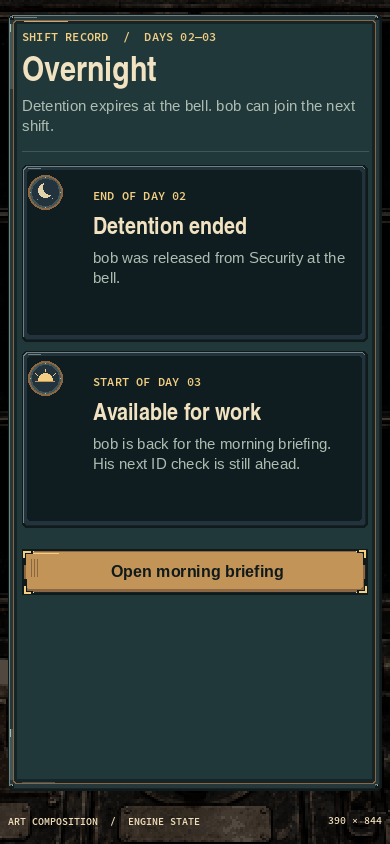 SHIFT RECORD / DAYS 02—03
Overnight
Detention expires at the bell. bob can join the next
shift.
END OF DAY 02
Detention ended
bob was released from Security at the
bell.
START OF DAY 03
Available for work
bob is back for the morning briefing.
His next ID check is still ahead.
Open morning briefing
ART COMPOSITION / ENGINE STATE
390 × 844